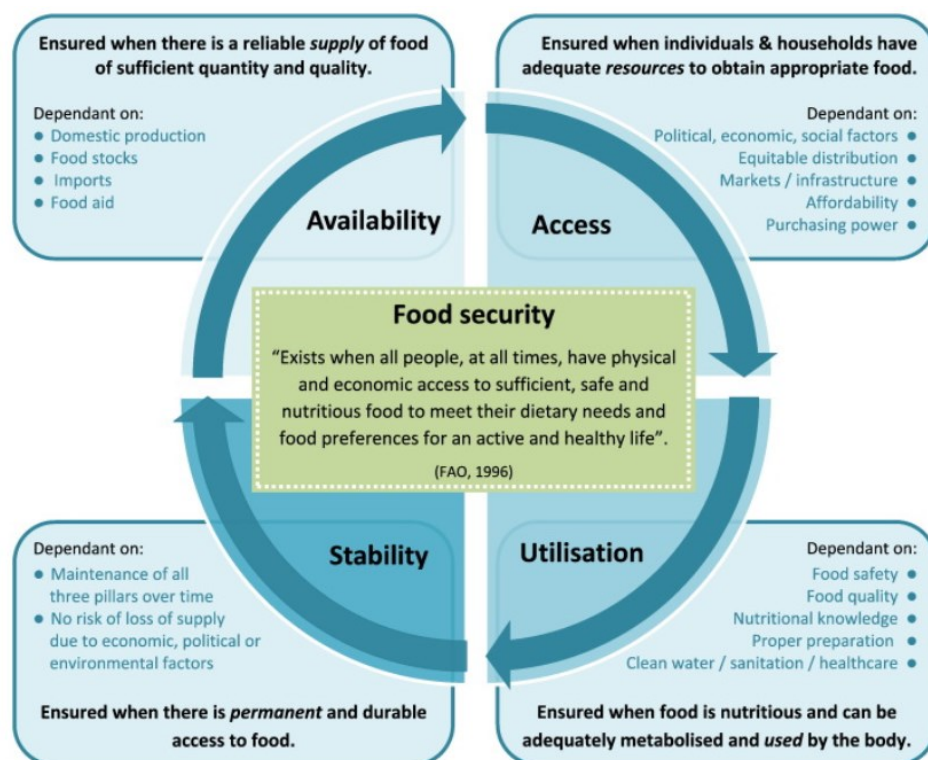 Ensured when there is a reliable supply of food
of sufficient quantity and quality.
Dependant on:
● Domestic production
● Food stocks
● Imports
● Food aid
Availability
Ensured when individuals & households have
adequate resources to obtain appropriate food.
Dependant on:
Political, economic, social factors ●
Equitable distribution ●
Markets / infrastructure ●
Affordability ●
Purchasing power ●
Access
Food security
“Exists when all people, at all times, have physical
and economic access to sufficient, safe and
nutritious food to meet their dietary needs and
food preferences for an active and healthy life”.
(FAO, 1996)
Stability
Dependant on:
● Maintenance of all
three pillars over time
● No risk of loss of supply
due to economic, political or
environmental factors
Ensured when there is permanent and durable
access to food.
Utilisation
Dependant on:
Food safety ●
Food quality ●
Nutritional knowledge ●
Proper preparation ●
Clean water / sanitation / healthcare ●
Ensured when food is nutritious and can be
adequately metabolised and used by the body.